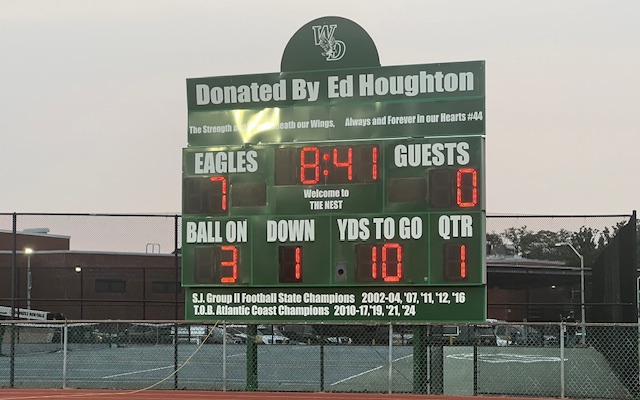 WD
Donated By Ed Houghton
The Strength neath our Wings, Always and Forever in our Hearts #44
EAGLES 8:41 GUESTS
7 Welcome to 0
THE NEST
BALL ON DOWN YDS TO GO QTR
3 1 10 1
S.J. Group II Football State Champions 2002-04, '07, '11, '12, '16
T.O.B. Atlantic Coast Champions 2010-17,'19, '21, '24